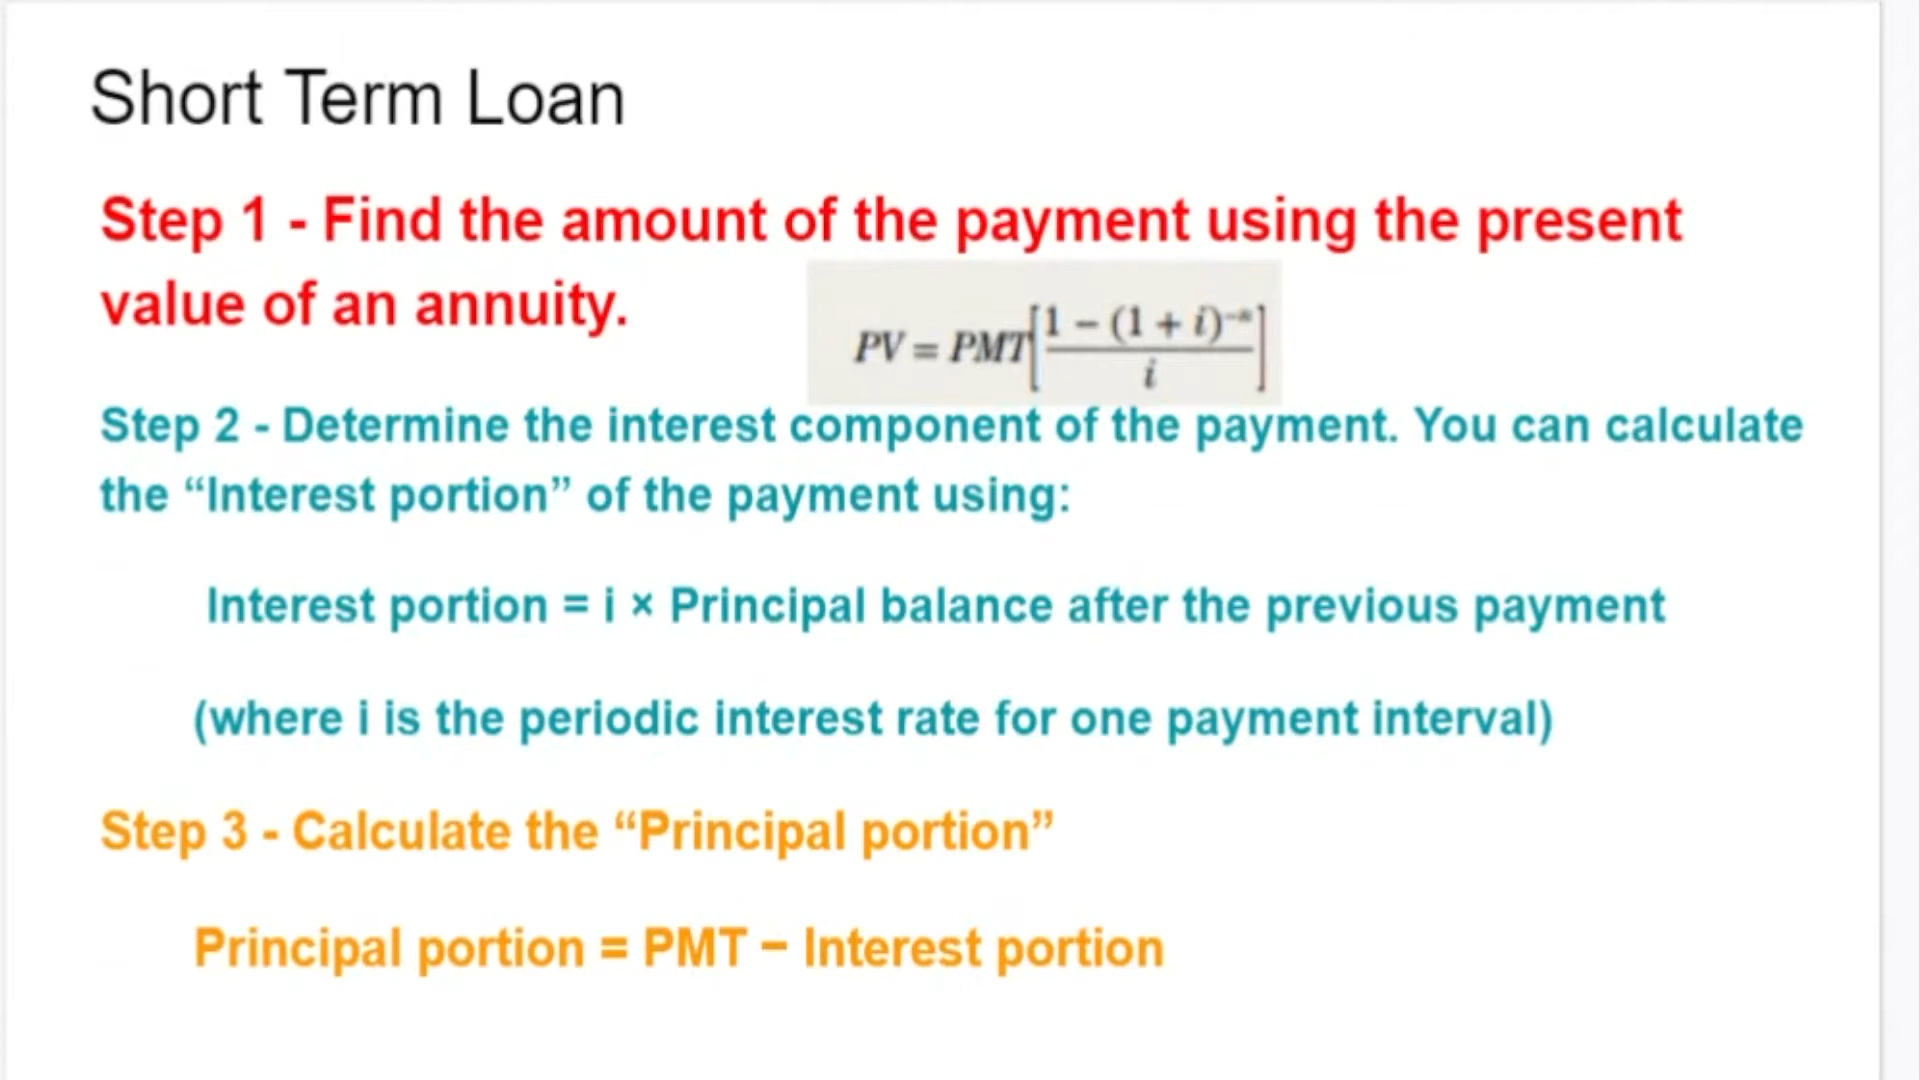 Short Term Loan
Step 1 - Find the amount of the payment using the present
value of an annuity.
PV = PMT[1 − (1 + i)⁻ⁿ / i]
Step 2 - Determine the interest component of the payment. You can calculate
the “Interest portion” of the payment using:
Interest portion = i × Principal balance after the previous payment
(where i is the periodic interest rate for one payment interval)
Step 3 - Calculate the “Principal portion”
Principal portion = PMT − Interest portion